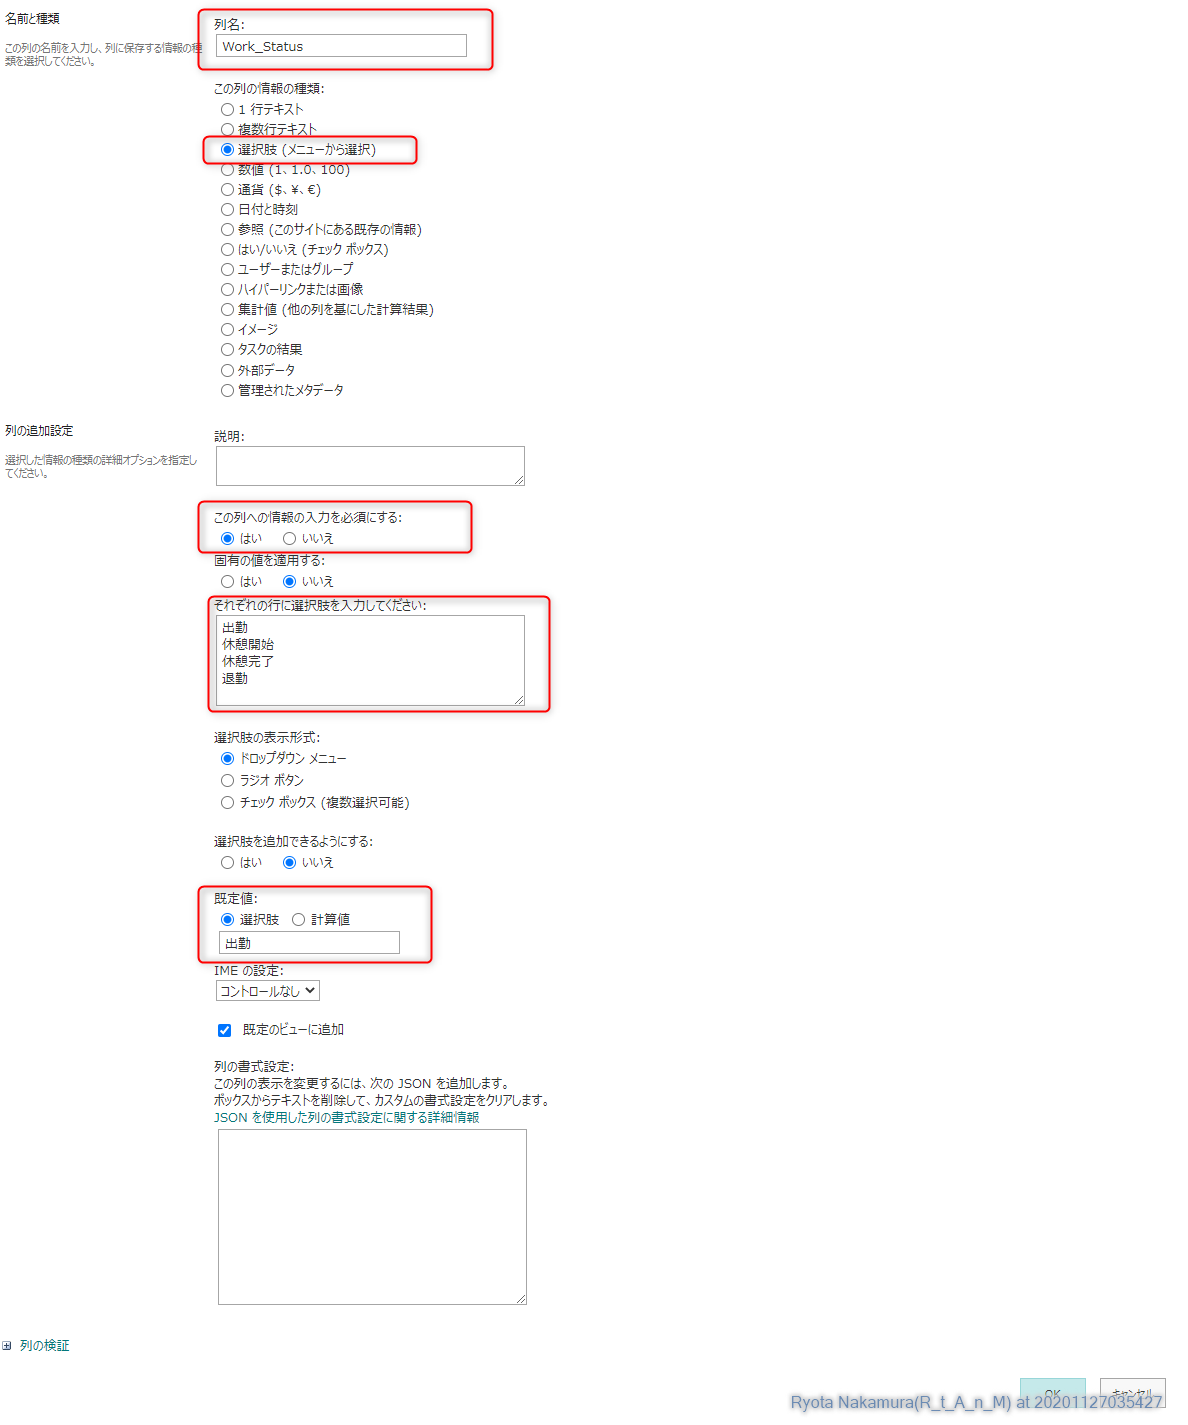 名前と種類
この列の名前を入力し、列に保存する情報の種
類を選択してください。
列名:
Work_Status
この列の情報の種類:
1 行テキスト
複数行テキスト
選択肢 (メニューから選択)
数値 (1、1.0、100)
通貨 ($、¥、€)
日付と時刻
参照 (このサイトにある既存の情報)
はい/いいえ (チェック ボックス)
ユーザーまたはグループ
ハイパーリンクまたは画像
集計値 (他の列を基にした計算結果)
イメージ
タスクの結果
外部データ
管理されたメタデータ
列の追加設定
選択した情報の種類の詳細オプションを指定し
てください。
説明:
この列への情報の入力を必須にする:
はい いいえ
固有の値を適用する:
はい いいえ
それぞれの行に選択肢を入力してください:
出勤
休憩開始
休憩完了
退勤
選択肢の表示形式:
ドロップダウン メニュー
ラジオ ボタン
チェック ボックス (複数選択可能)
選択肢を追加できるようにする:
はい いいえ
既定値:
選択肢 計算値
出勤
IME の設定:
コントロールなし
既定のビューに追加
列の書式設定:
この列の表示を変更するには、次の JSON を追加します。
ボックスからテキストを削除して、カスタムの書式設定をクリアします。
JSON を使用した列の書式設定に関する詳細情報
列の検証
OK キャンセル
Ryota Nakamura(R_t_A_n_M) at 20201127035427